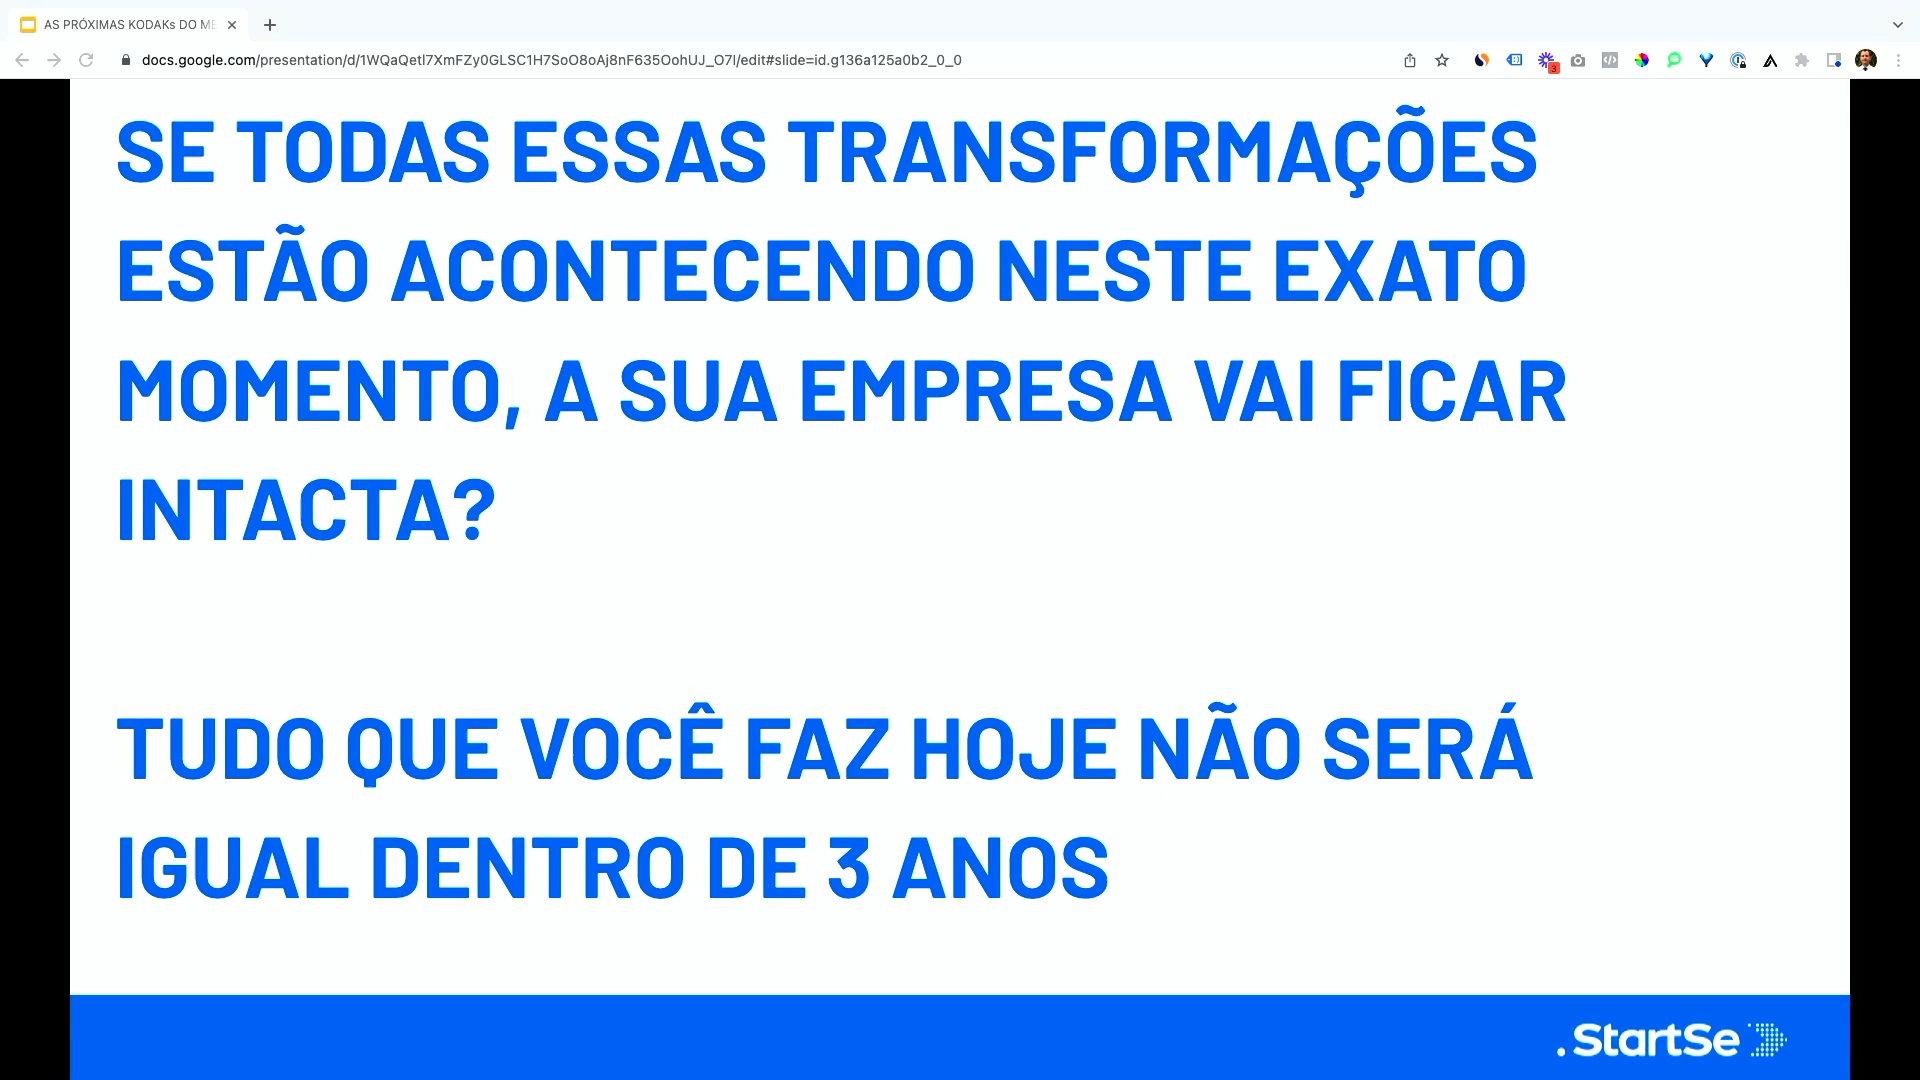 AS PRÓXIMAS KODAKs DO ME
docs.google.com/presentation/d/1WQaQetI7XmFZy0GLSC1H7SoO8oAj8nF635OohUJ_O7I/edit#slide=id.g136a125a0b2_0_0
3
SE TODAS ESSAS TRANSFORMAÇÕES
ESTÃO ACONTECENDO NESTE EXATO
MOMENTO, A SUA EMPRESA VAI FICAR
INTACTA?
TUDO QUE VOCÊ FAZ HOJE NÃO SERÁ
IGUAL DENTRO DE 3 ANOS
.StartSe